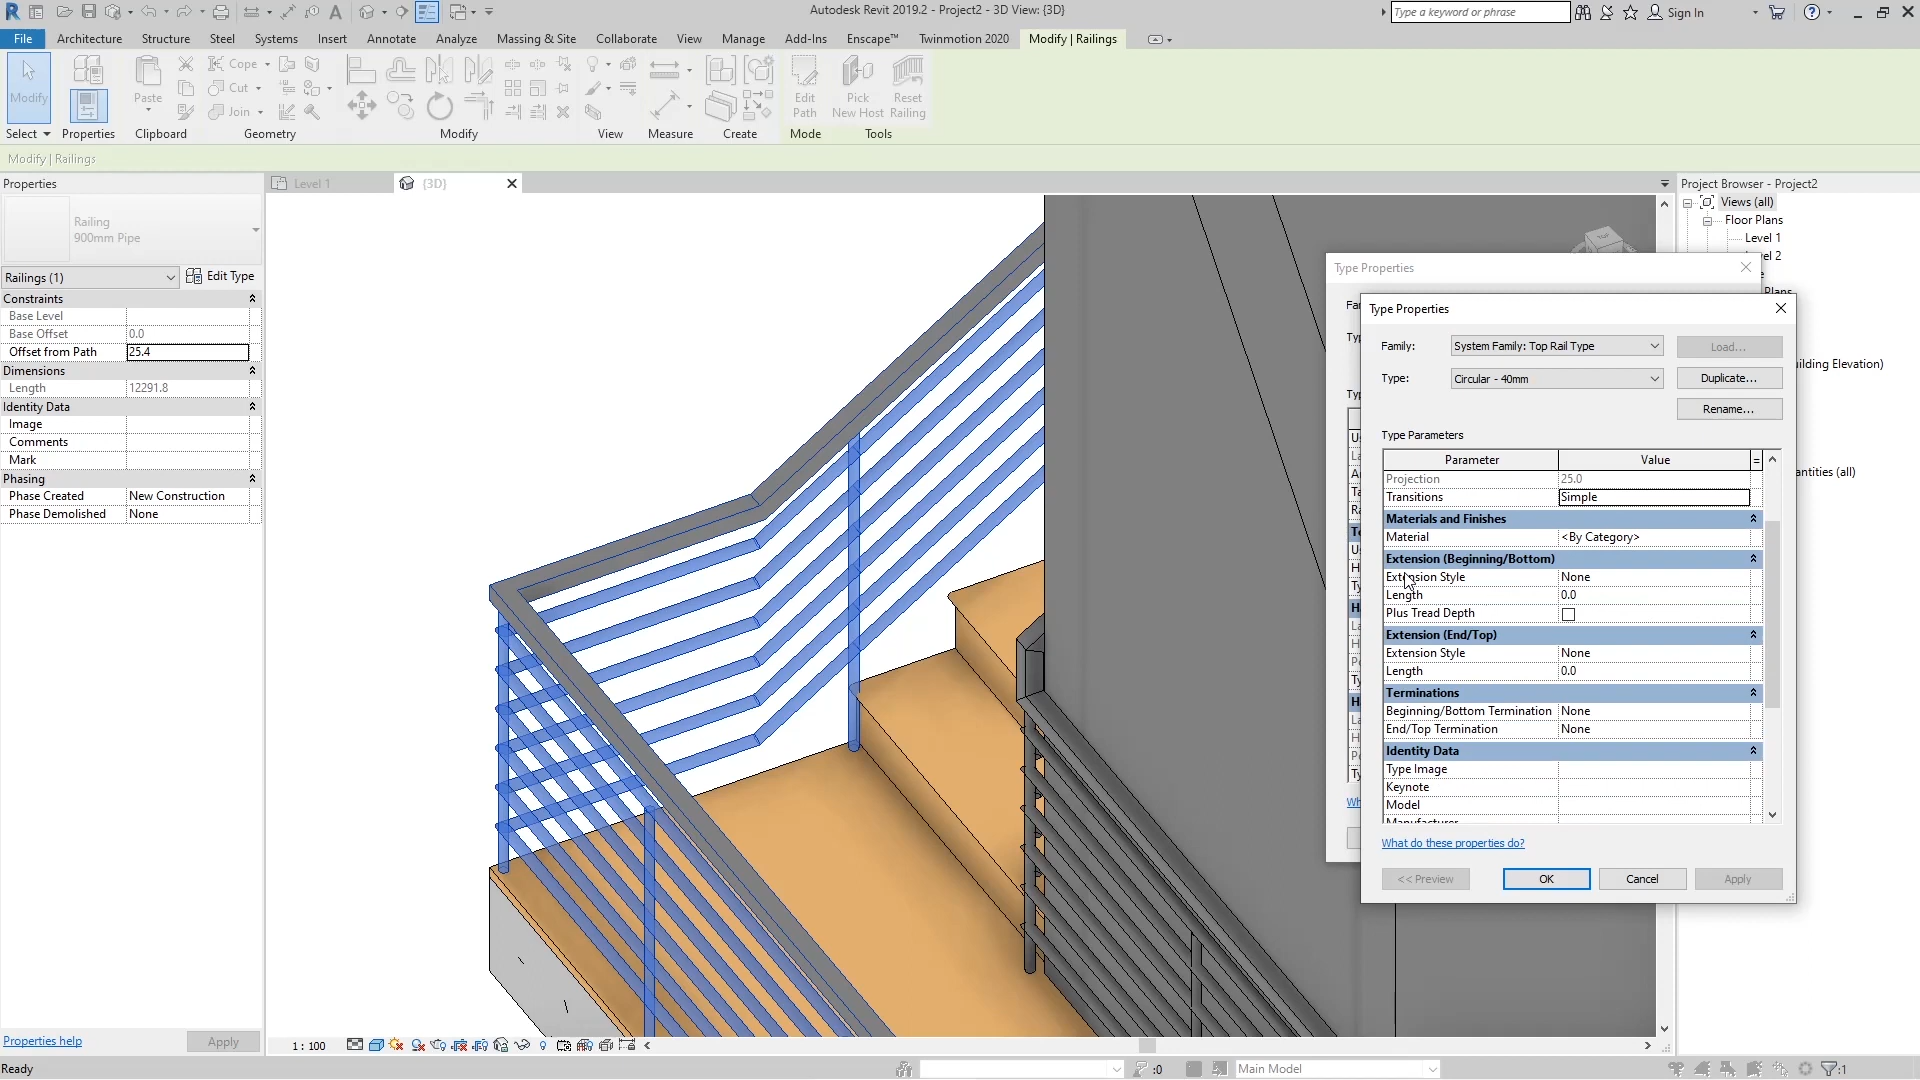 Autodesk Revit 2019.2 - Project2 - 3D View: {3D}
Type a keyword or phrase
Sign In
File Architecture Structure Steel Systems Insert Annotate Analyze Massing & Site Collaborate View Manage Add-Ins Enscape™ Twinmotion 2020 Modify | Railings
Modify
Paste
Cope
Cut
Join
Edit Path
Pick New Host
Reset Railing
Select Properties Clipboard Geometry Modify View Measure Create Mode Tools
Modify | Railings
Properties
Railing
900mm Pipe
Railings (1)
Edit Type
Constraints
Base Level
Base Offset 0.0
Offset from Path 25.4
Dimensions
Length 12291.8
Identity Data
Image
Comments
Mark
Phasing
Phase Created New Construction
Phase Demolished None
Properties help
Apply
Level 1
{3D}
TOP
Project Browser - Project2
Views (all)
Floor Plans
Level 1
vel 2
Plans
uilding Elevation)
antities (all)
Type Properties
Type Properties
Family: System Family: Top Rail Type Load...
Type: Circular - 40mm Duplicate...
Rename...
Type Parameters
Parameter Value =
Projection 25.0
Transitions Simple
Materials and Finishes
Material <By Category>
Extension (Beginning/Bottom)
Extension Style None
Length 0.0
Plus Tread Depth
Extension (End/Top)
Extension Style None
Length 0.0
Terminations
Beginning/Bottom Termination None
End/Top Termination None
Identity Data
Type Image
Keynote
Model
What do these properties do?
<< Preview OK Cancel Apply
1 : 100
Ready
:0
Main Model
:1